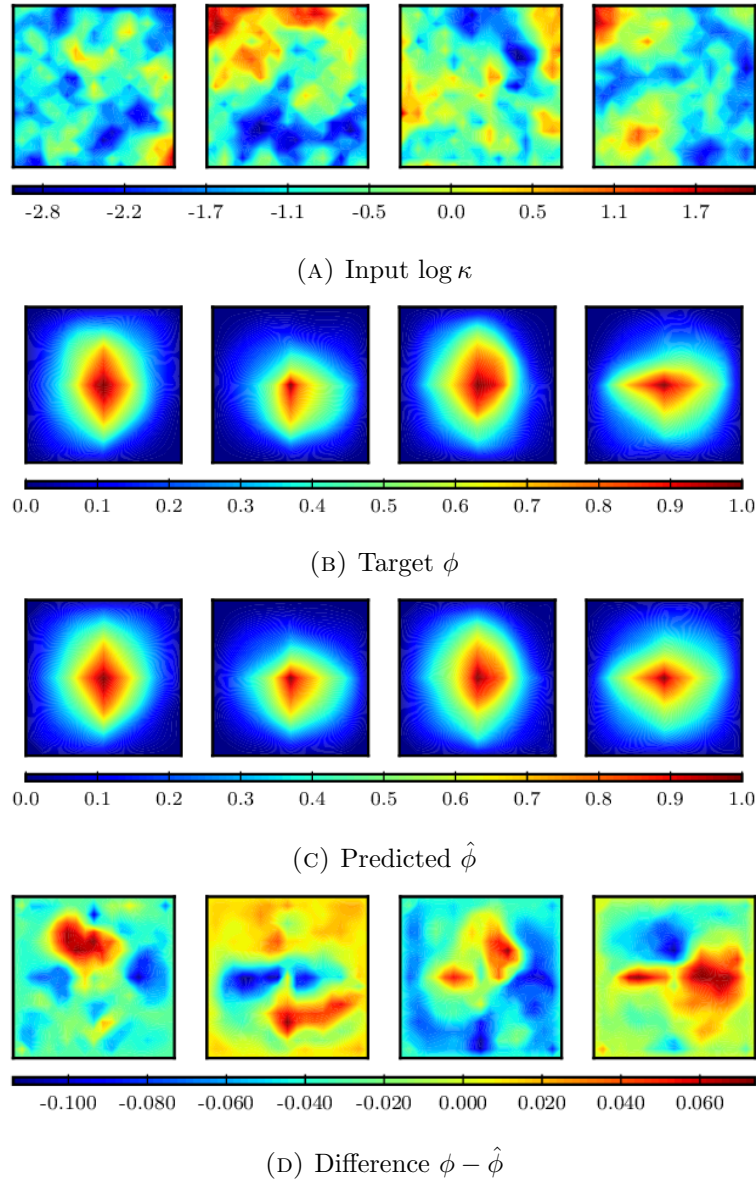 -2.8 -2.2 -1.7 -1.1 -0.5 0.0 0.5 1.1 1.7
(A) Input log κ
0.0 0.1 0.2 0.3 0.4 0.5 0.6 0.7 0.8 0.9 1.0
(B) Target ϕ
0.0 0.1 0.2 0.3 0.4 0.5 0.6 0.7 0.8 0.9 1.0
(C) Predicted ϕ̂
-0.100 -0.080 -0.060 -0.040 -0.020 0.000 0.020 0.040 0.060
(D) Difference ϕ − ϕ̂